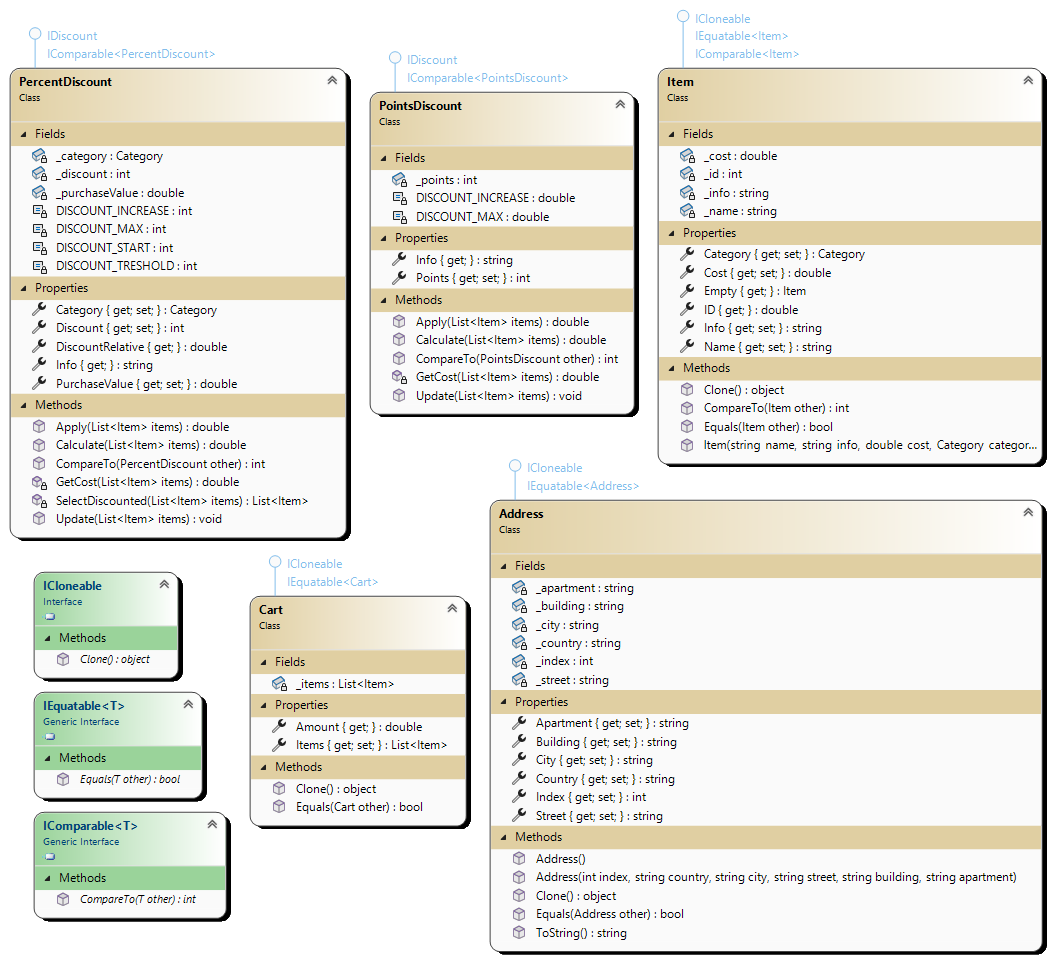 IDiscount
IComparable<PercentDiscount>
PercentDiscount
Class
Fields
_category : Category
_discount : int
_purchaseValue : double
DISCOUNT_INCREASE : int
DISCOUNT_MAX : int
DISCOUNT_START : int
DISCOUNT_TRESHOLD : int
Properties
Category { get; set; } : Category
Discount { get; set; } : int
DiscountRelative { get; } : double
Info { get; } : string
PurchaseValue { get; set; } : double
Methods
Apply(List<Item> items) : double
Calculate(List<Item> items) : double
CompareTo(PercentDiscount other) : int
GetCost(List<Item> items) : double
SelectDiscounted(List<Item> items) : List<Item>
Update(List<Item> items) : void
IDiscount
IComparable<PointsDiscount>
PointsDiscount
Class
Fields
_points : int
DISCOUNT_INCREASE : double
DISCOUNT_MAX : double
Properties
Info { get; } : string
Points { get; set; } : int
Methods
Apply(List<Item> items) : double
Calculate(List<Item> items) : double
CompareTo(PointsDiscount other) : int
GetCost(List<Item> items) : double
Update(List<Item> items) : void
ICloneable
IEquatable<Item>
IComparable<Item>
Item
Class
Fields
_cost : double
_id : int
_info : string
_name : string
Properties
Category { get; set; } : Category
Cost { get; set; } : double
Empty { get; } : Item
ID { get; } : double
Info { get; set; } : string
Name { get; set; } : string
Methods
Clone() : object
CompareTo(Item other) : int
Equals(Item other) : bool
Item(string name, string info, double cost, Category categor...
ICloneable
Interface
Methods
Clone() : object
IEquatable<T>
Generic Interface
Methods
Equals(T other) : bool
IComparable<T>
Generic Interface
Methods
CompareTo(T other) : int
ICloneable
IEquatable<Cart>
Cart
Class
Fields
_items : List<Item>
Properties
Amount { get; } : double
Items { get; set; } : List<Item>
Methods
Clone() : object
Equals(Cart other) : bool
ICloneable
IEquatable<Address>
Address
Class
Fields
_apartment : string
_building : string
_city : string
_country : string
_index : int
_street : string
Properties
Apartment { get; set; } : string
Building { get; set; } : string
City { get; set; } : string
Country { get; set; } : string
Index { get; set; } : int
Street { get; set; } : string
Methods
Address()
Address(int index, string country, string city, string street, string building, string apartment)
Clone() : object
Equals(Address other) : bool
ToString() : string